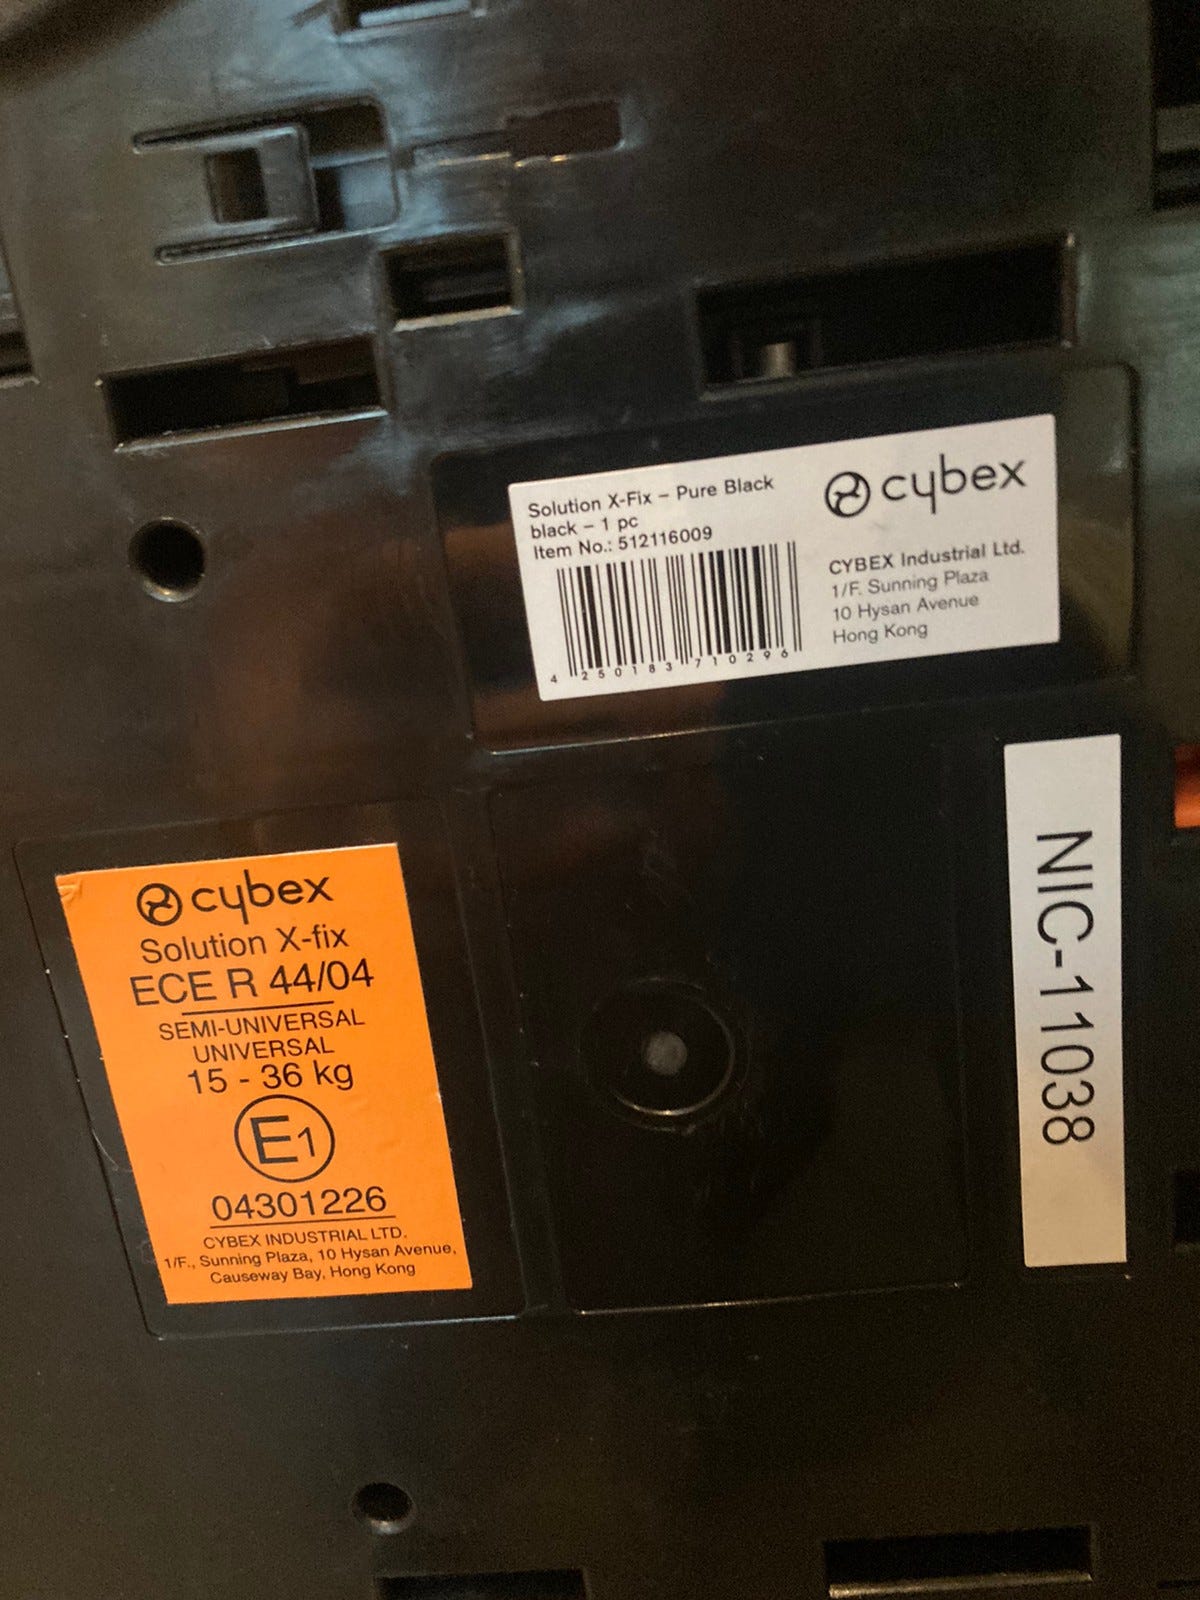 Solution X-Fix – Pure Black
black – 1 pc
Item No.: 512116009
4 250183 710296
cybex
CYBEX Industrial Ltd.
1/F. Sunning Plaza
10 Hysan Avenue
Hong Kong
NIC-11038
cybex
Solution X-fix
ECE R 44/04
SEMI-UNIVERSAL
UNIVERSAL
15 - 36 kg
E1
04301226
CYBEX INDUSTRIAL LTD.
1/F., Sunning Plaza, 10 Hysan Avenue,
Causeway Bay, Hong Kong